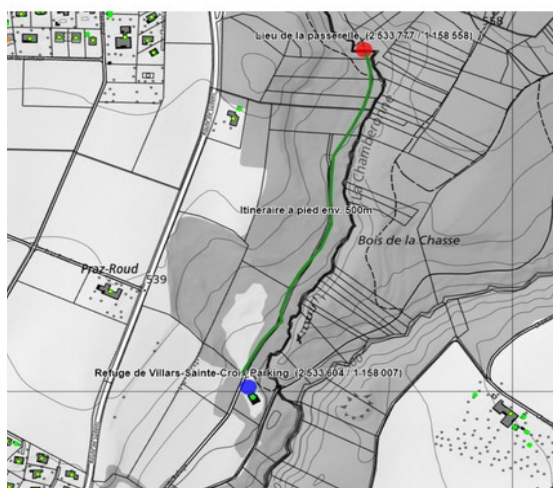 558
Lieu de la passerelle (2 533 777 / 1 158 558)
La Chamberonne
Itinéraire à pied env. 500m
Bois de la Chasse
Praz-Roud
539
Refuge de Villars-Sainte-Croix Parking (2 533 604 / 1 158 007)